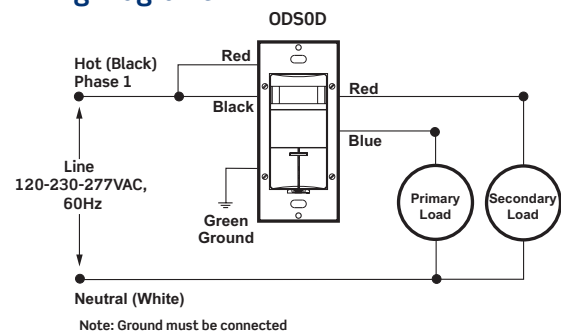 ODS0D
Hot (Black)
Phase 1
Red
Black
Red
Blue
Line
120-230-277VAC,
60Hz
Green
Ground
Primary
Load
Secondary
Load
Neutral (White)
Note: Ground must be connected